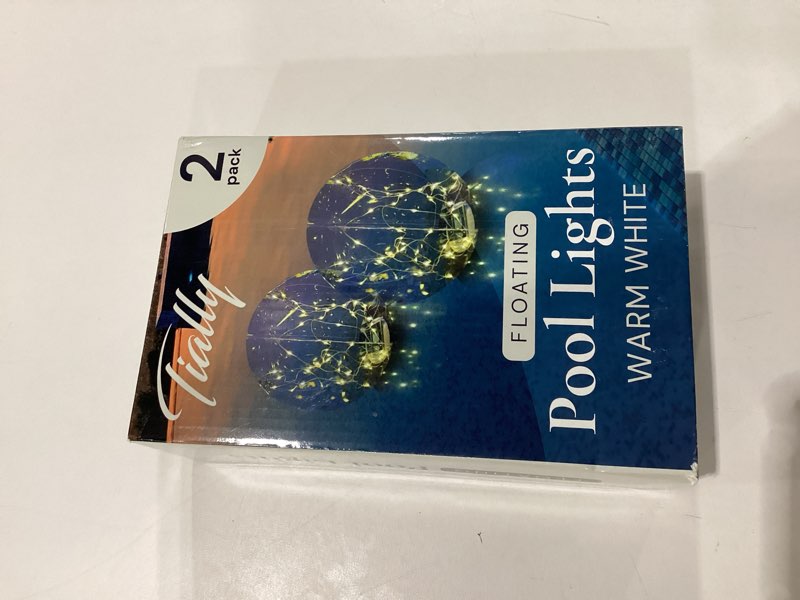 2
pack
Tially
FLOATING
Pool Lights
WARM WHITE